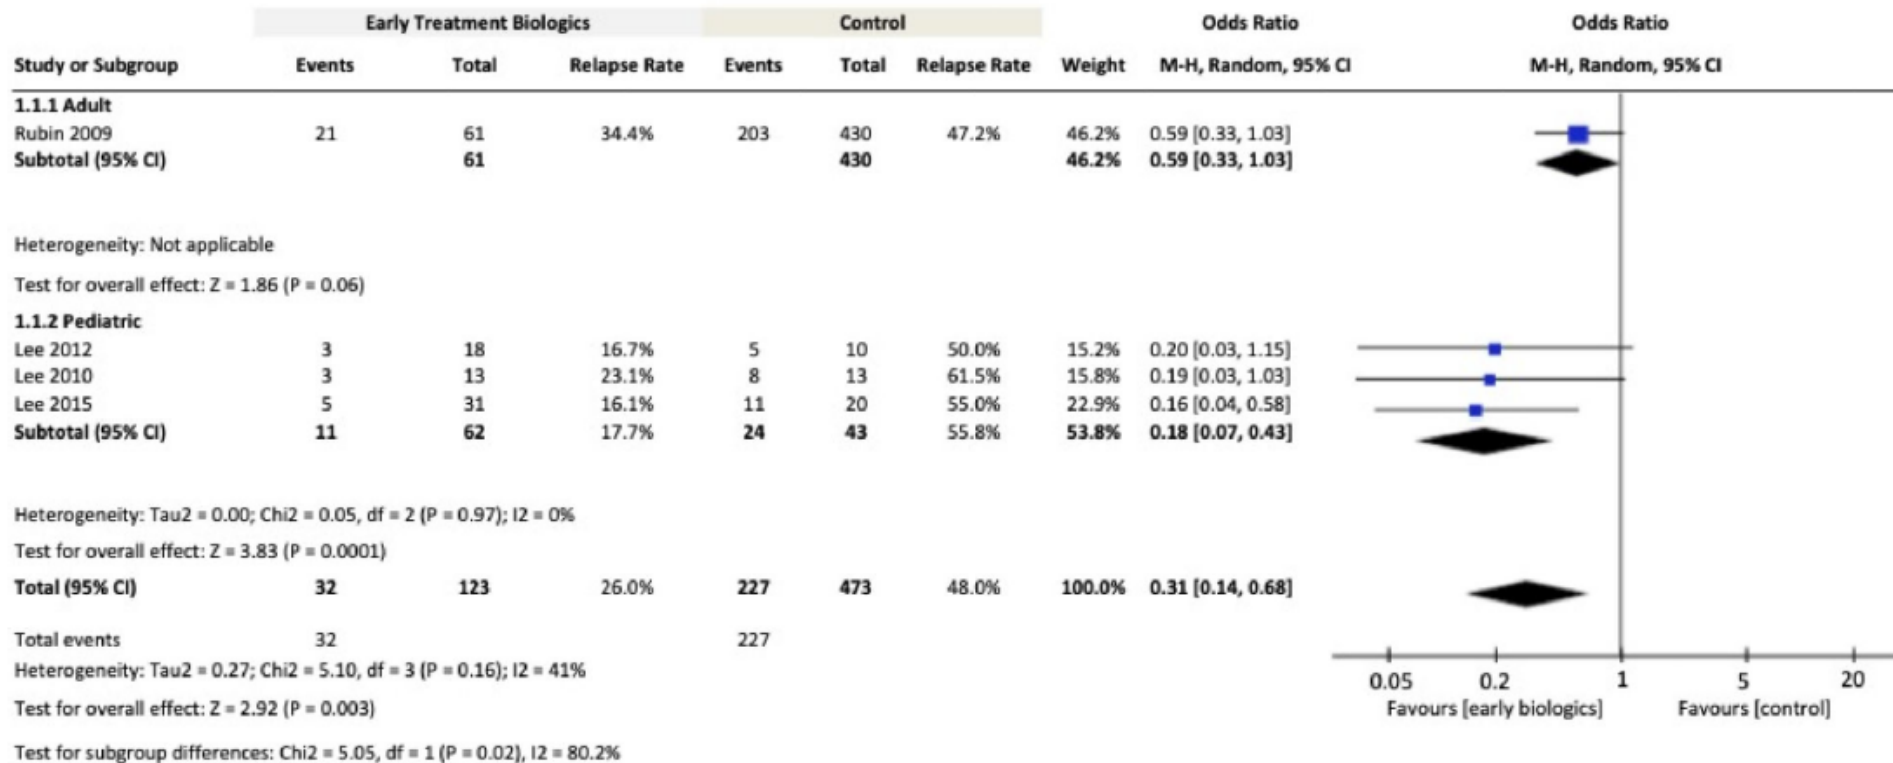 Early Treatment Biologics Control Odds Ratio Odds Ratio
Study or Subgroup Events Total Relapse Rate Events Total Relapse Rate Weight M-H, Random, 95% CI M-H, Random, 95% CI
1.1.1 Adult
Rubin 2009 21 61 34.4% 203 430 47.2% 46.2% 0.59 [0.33, 1.03]
Subtotal (95% CI) 61 430 46.2% 0.59 [0.33, 1.03]
Heterogeneity: Not applicable
Test for overall effect: Z = 1.86 (P = 0.06)
1.1.2 Pediatric
Lee 2012 3 18 16.7% 5 10 50.0% 15.2% 0.20 [0.03, 1.15]
Lee 2010 3 13 23.1% 8 13 61.5% 15.8% 0.19 [0.03, 1.03]
Lee 2015 5 31 16.1% 11 20 55.0% 22.9% 0.16 [0.04, 0.58]
Subtotal (95% CI) 11 62 17.7% 24 43 55.8% 53.8% 0.18 [0.07, 0.43]
Heterogeneity: Tau2 = 0.00; Chi2 = 0.05, df = 2 (P = 0.97); I2 = 0%
Test for overall effect: Z = 3.83 (P = 0.0001)
Total (95% CI) 32 123 26.0% 227 473 48.0% 100.0% 0.31 [0.14, 0.68]
Total events 32 227
Heterogeneity: Tau2 = 0.27; Chi2 = 5.10, df = 3 (P = 0.16); I2 = 41%
0.05 0.2 1 5 20
Test for overall effect: Z = 2.92 (P = 0.003) Favours [early biologics] Favours [control]
Test for subgroup differences: Chi2 = 5.05, df = 1 (P = 0.02), I2 = 80.2%